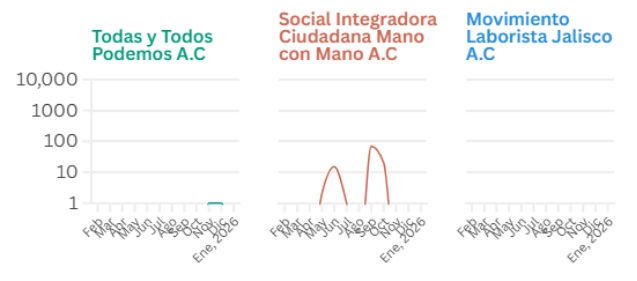 Todas y Todos
Podemos A.C
Social Integradora
Ciudadana Mano
con Mano A.C
Movimiento
Laborista Jalisco
A.C
10,000
1000
100
10
1
Feb
Mar
Abr
May
Jun
Jul
Ago
Sep
Oct
Nov
Dic
Ene, 2026
Feb
Mar
Abr
May
Jun
Jul
Ago
Sep
Oct
Nov
Dic
Ene, 2026
Feb
Mar
Abr
May
Jun
Jul
Ago
Sep
Oct
Nov
Dic
Ene, 2026